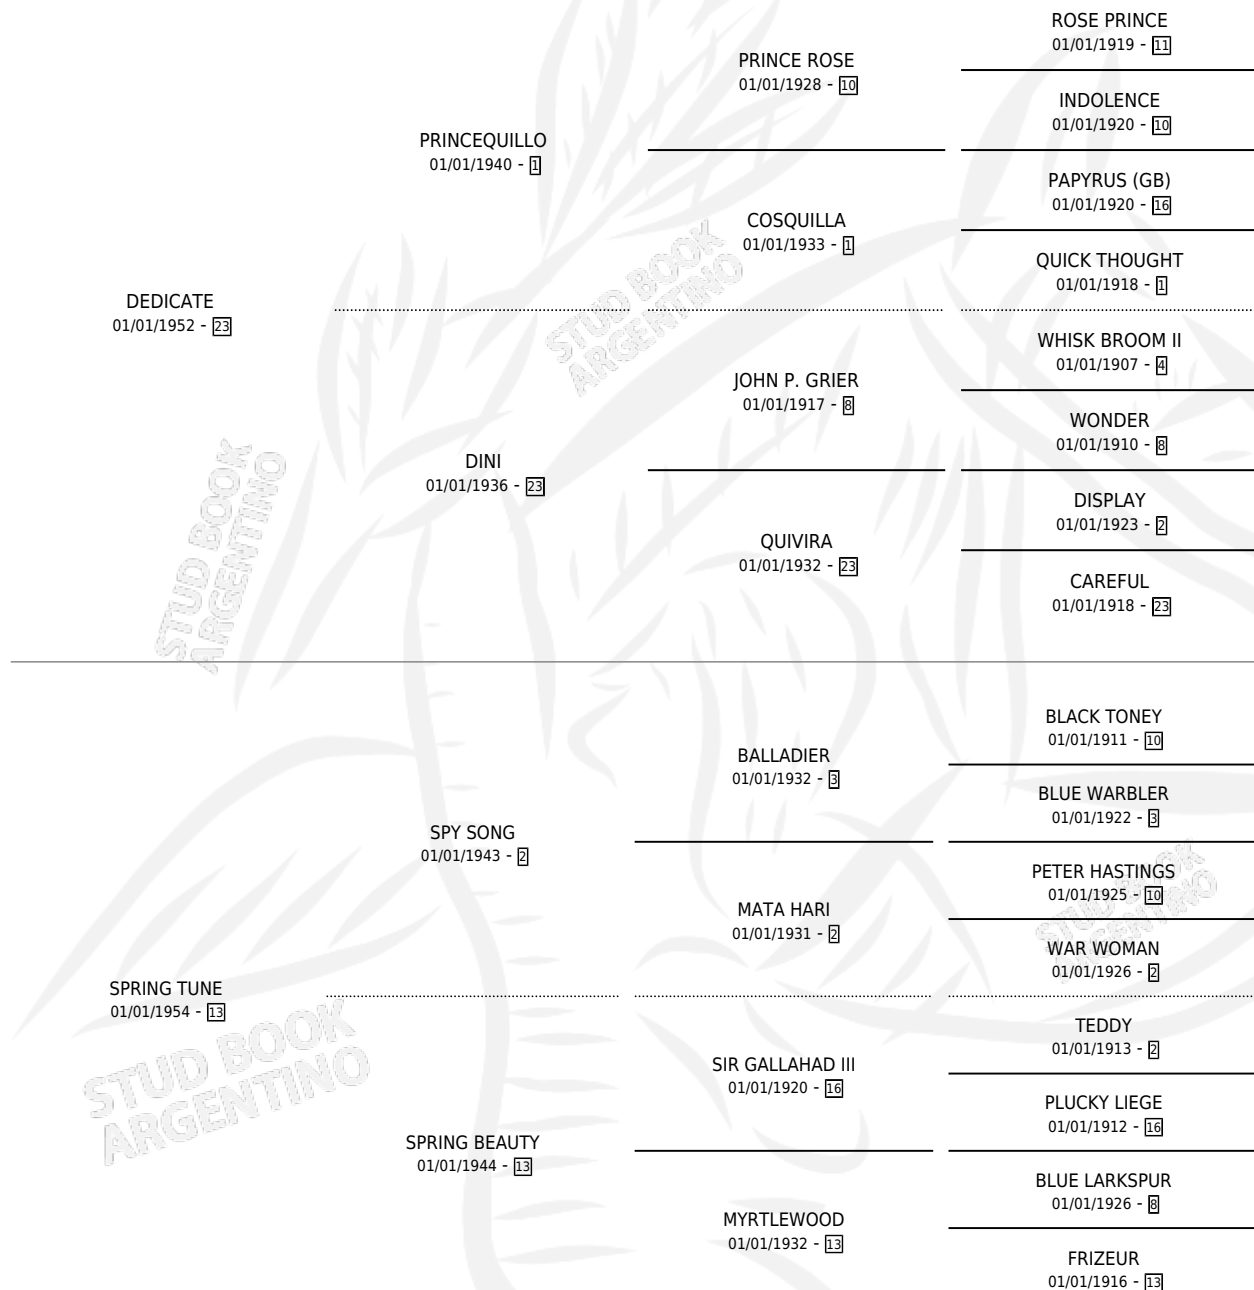 ROSE PRINCE
01/01/1919 - 11
PRINCE ROSE
01/01/1928 - 10
INDOLENCE
01/01/1920 - 10
PRINCEQUILLO
01/01/1940 - 1
PAPYRUS (GB)
01/01/1920 - 16
COSQUILLA
01/01/1933 - 1
QUICK THOUGHT
01/01/1918 - 1
DEDICATE
01/01/1952 - 23
WHISK BROOM II
01/01/1907 - 4
JOHN P. GRIER
01/01/1917 - 8
WONDER
01/01/1910 - 8
DINI
01/01/1936 - 23
DISPLAY
01/01/1923 - 2
QUIVIRA
01/01/1932 - 23
CAREFUL
01/01/1918 - 23
STUD BOOK
ARGENTINO
STUD BOOK
ARGENTINO
BLACK TONEY
01/01/1911 - 10
BALLADIER
01/01/1932 - 3
BLUE WARBLER
01/01/1922 - 3
SPY SONG
01/01/1943 - 2
PETER HASTINGS
01/01/1925 - 10
MATA HARI
01/01/1931 - 2
WAR WOMAN
01/01/1926 - 2
STUD BOOK
ARGENTINO
SPRING TUNE
01/01/1954 - 13
TEDDY
01/01/1913 - 2
SIR GALLAHAD III
01/01/1920 - 16
PLUCKY LIEGE
01/01/1912 - 16
SPRING BEAUTY
01/01/1944 - 13
BLUE LARKSPUR
01/01/1926 - 8
MYRTLEWOOD
01/01/1932 - 13
FRIZEUR
01/01/1916 - 13
STUD BOOK
ARGENTINO